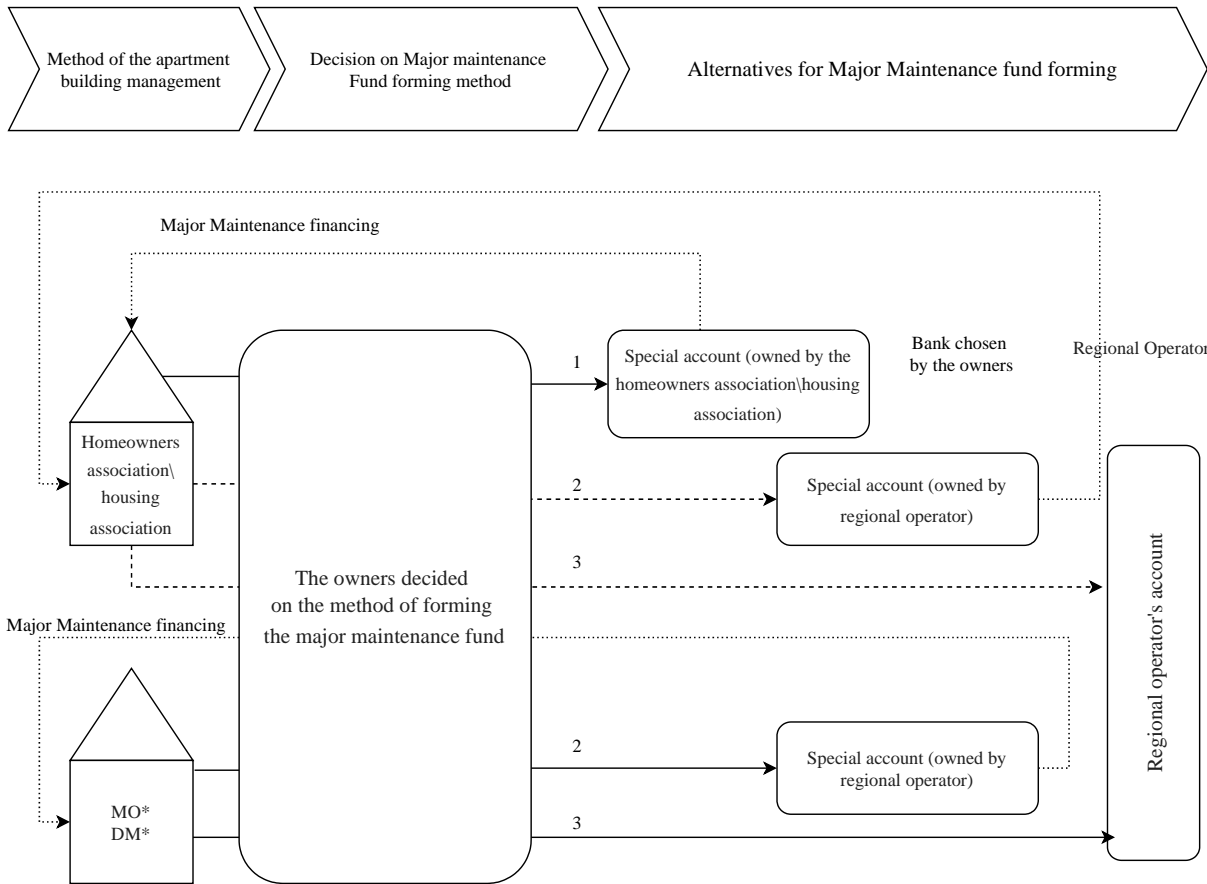 Method of the apartment
building management
Decision on Major maintenance
Fund forming method
Alternatives for Major Maintenance fund forming
Major Maintenance financing
1
Special account (owned by the
homeowners association\housing
association)
Bank chosen
by the owners
Regional Operator
Homeowners
association\
housing
association
2
Special account (owned by
regional operator)
3
The owners decided
on the method of forming
the major maintenance fund
Regional operator's account
Major Maintenance financing
2
Special account (owned by
regional operator)
MO*
DM*
3